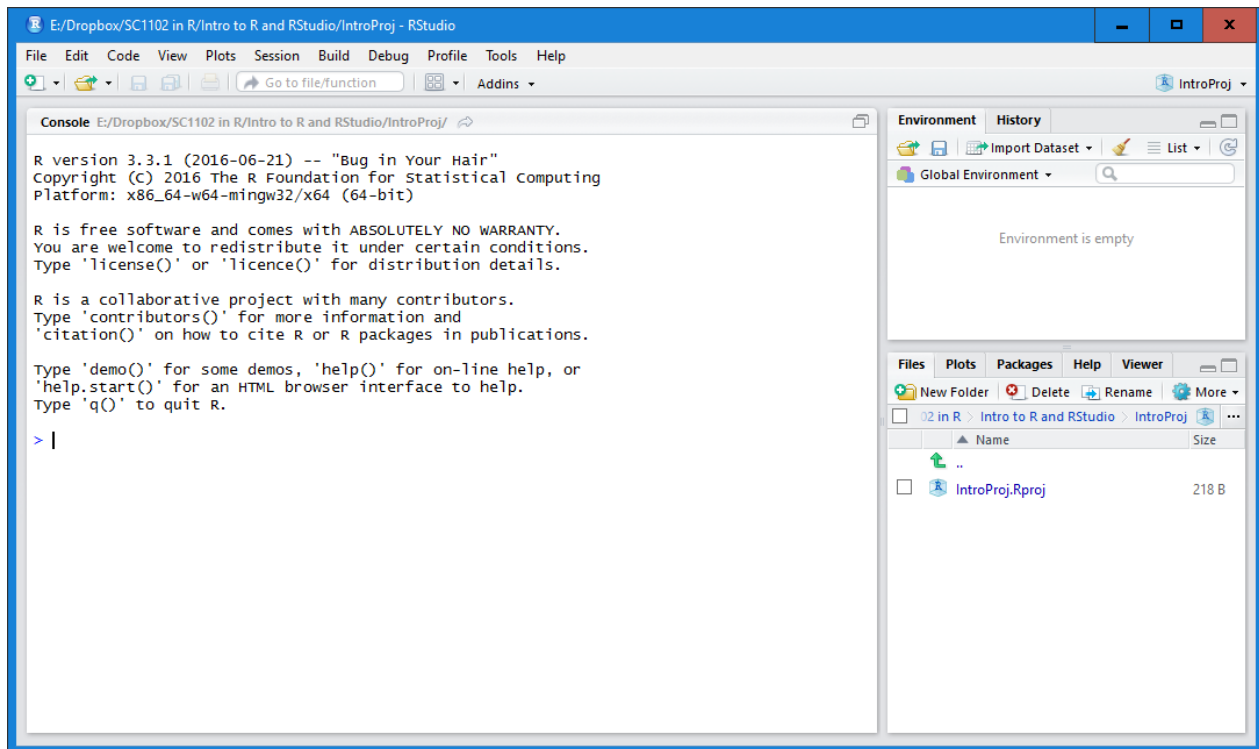 E:/Dropbox/SC1102 in R/Intro to R and RStudio/IntroProj - RStudio
File Edit Code View Plots Session Build Debug Profile Tools Help
Go to file/function Addins IntroProj
Console E:/Dropbox/SC1102 in R/Intro to R and RStudio/IntroProj/
R version 3.3.1 (2016-06-21) -- "Bug in Your Hair"
Copyright (C) 2016 The R Foundation for Statistical Computing
Platform: x86_64-w64-mingw32/x64 (64-bit)
R is free software and comes with ABSOLUTELY NO WARRANTY.
You are welcome to redistribute it under certain conditions.
Type 'license()' or 'licence()' for distribution details.
R is a collaborative project with many contributors.
Type 'contributors()' for more information and
'citation()' on how to cite R or R packages in publications.
Type 'demo()' for some demos, 'help()' for on-line help, or
'help.start()' for an HTML browser interface to help.
Type 'q()' to quit R.
>
Environment History
Import Dataset List
Global Environment
Environment is empty
Files Plots Packages Help Viewer
New Folder Delete Rename More
02 in R > Intro to R and RStudio > IntroProj ...
Name Size
..
IntroProj.Rproj 218 B